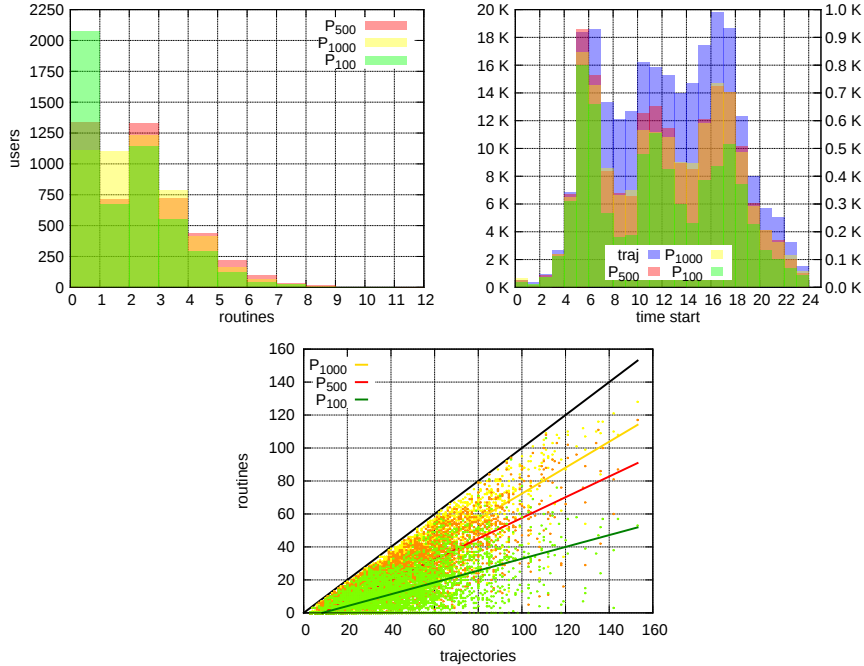 2250
2000
1750
1500
1250
1000
750
500
250
0
users
P500
P1000
P100
0 1 2 3 4 5 6 7 8 9 10 11 12
routines
20 K
18 K
16 K
14 K
12 K
10 K
8 K
6 K
4 K
2 K
0 K
1.0 K
0.9 K
0.8 K
0.7 K
0.6 K
0.5 K
0.4 K
0.3 K
0.2 K
0.1 K
0.0 K
traj P1000
P500 P100
0 2 4 6 8 10 12 14 16 18 20 22 24
time start
160
140
120
100
80
60
40
20
0
routines
P1000
P500
P100
0 20 40 60 80 100 120 140 160
trajectories